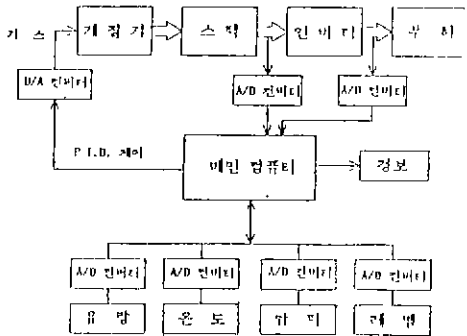 가 스
개질기
스택
인버터
부 하
D/A 컨버터
A/D 컨버터
A/D 컨버터
P.I.D. 제어
메인 컴퓨터
경보
A/D 컨버터
A/D 컨버터
A/D 컨버터
A/D 컨버터
유 량
온 도
레 벨